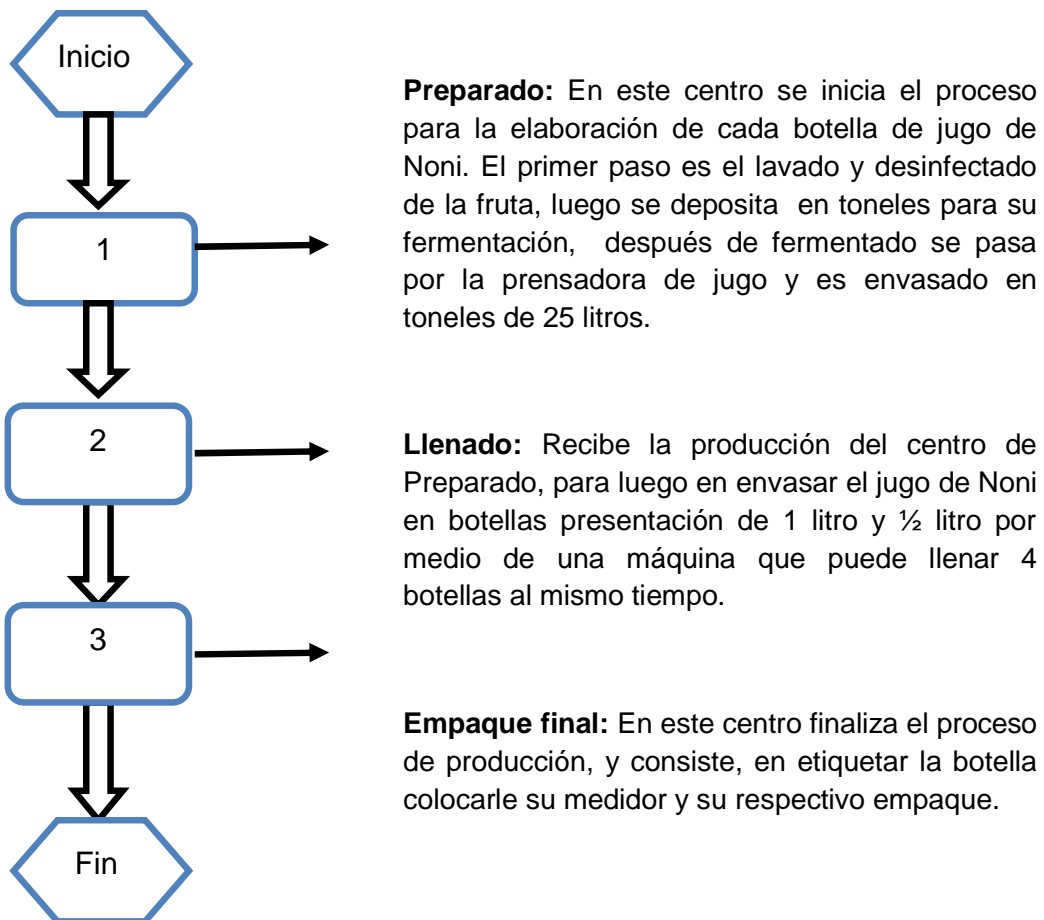 Inicio
Preparado: En este centro se inicia el proceso
para la elaboración de cada botella de jugo de
Noni. El primer paso es el lavado y desinfectado
de la fruta, luego se deposita en toneles para su
fermentación, después de fermentado se pasa
por la prensadora de jugo y es envasado en
toneles de 25 litros.
1
2
Llenado: Recibe la producción del centro de
Preparado, para luego en envasar el jugo de Noni
en botellas presentación de 1 litro y ½ litro por
medio de una máquina que puede llenar 4
botellas al mismo tiempo.
3
Empaque final: En este centro finaliza el proceso
de producción, y consiste, en etiquetar la botella
colocarle su medidor y su respectivo empaque.
Fin